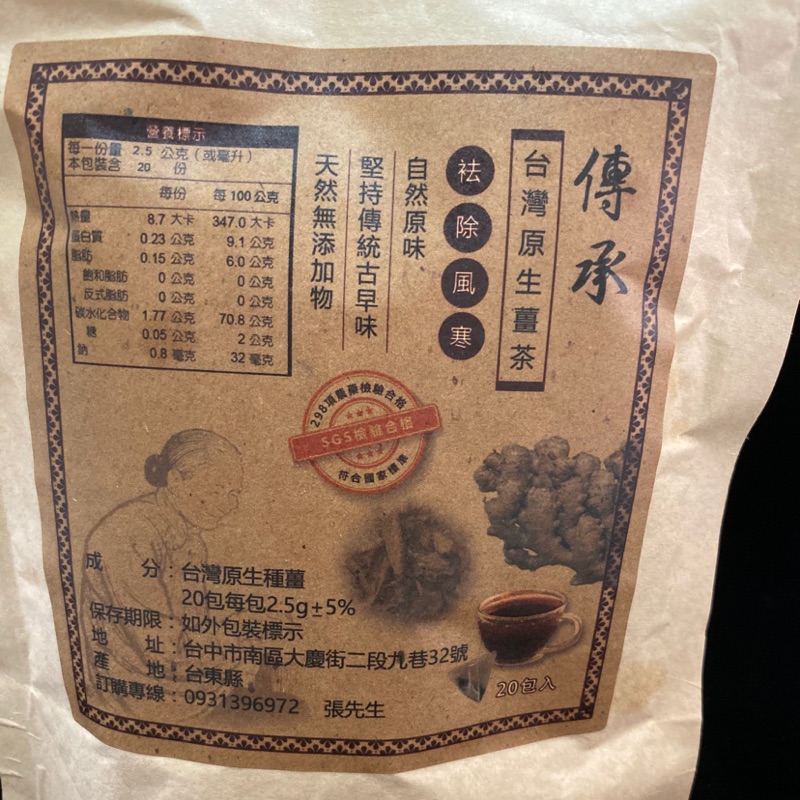 傳承
台灣原生薑茶
祛除風寒
自然原味
堅持傳統古早味
天然無添加物
營養標示
每一份量 2.5 公克(或毫升)
本包裝含 20 份
每份 每100公克
熱量 8.7 大卡 347.0 大卡
蛋白質 0.23 公克 9.1 公克
脂肪 0.15 公克 6.0 公克
飽和脂肪 0 公克 0 公克
反式脂肪 0 公克 0 公克
碳水化合物 1.77 公克 70.8 公克
糖 0.05 公克 2 公克
鈉 0.8 毫克 32 毫克
298項農藥檢驗合格
SGS檢驗合格
符合國家標準
成分:台灣原生種薑
20包每包2.5g±5%
保存期限:如外包裝標示
地址:台中市南區大慶街二段九巷32號
產地:台東縣
訂購專線:0931396972 張先生
20包入